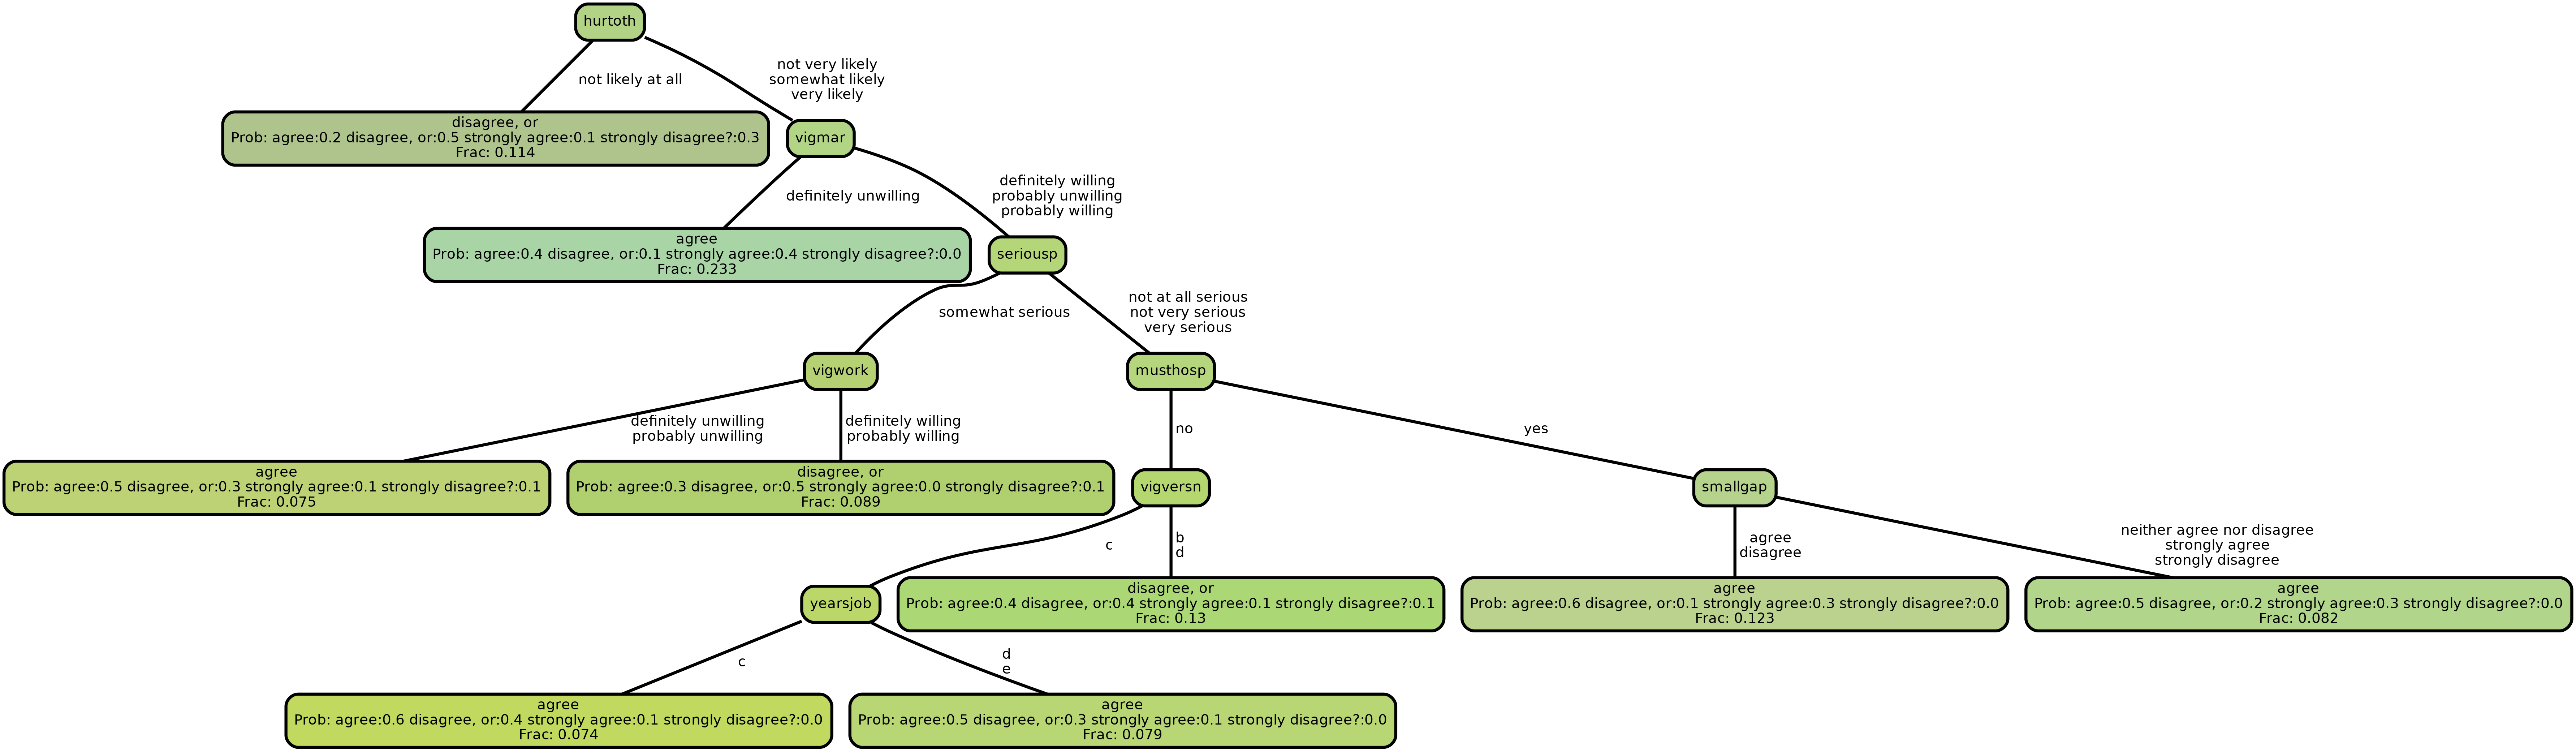 hurtoth
not likely at all
not very likely
somewhat likely
very likely
disagree, or
Prob: agree:0.2 disagree, or:0.5 strongly agree:0.1 strongly disagree?:0.3
Frac: 0.114
vigmar
definitely unwilling
definitely willing
probably unwilling
probably willing
agree
Prob: agree:0.4 disagree, or:0.1 strongly agree:0.4 strongly disagree?:0.0
Frac: 0.233
seriousp
somewhat serious
not at all serious
not very serious
very serious
vigwork
musthosp
definitely unwilling
probably unwilling
definitely willing
probably willing
no
yes
agree
Prob: agree:0.5 disagree, or:0.3 strongly agree:0.1 strongly disagree?:0.1
Frac: 0.075
disagree, or
Prob: agree:0.3 disagree, or:0.5 strongly agree:0.0 strongly disagree?:0.1
Frac: 0.089
vigversn
smallgap
c
b
d
agree
disagree
neither agree nor disagree
strongly agree
strongly disagree
yearsjob
disagree, or
Prob: agree:0.4 disagree, or:0.4 strongly agree:0.1 strongly disagree?:0.1
Frac: 0.13
agree
Prob: agree:0.6 disagree, or:0.1 strongly agree:0.3 strongly disagree?:0.0
Frac: 0.123
agree
Prob: agree:0.5 disagree, or:0.2 strongly agree:0.3 strongly disagree?:0.0
Frac: 0.082
c
d
e
agree
Prob: agree:0.6 disagree, or:0.4 strongly agree:0.1 strongly disagree?:0.0
Frac: 0.074
agree
Prob: agree:0.5 disagree, or:0.3 strongly agree:0.1 strongly disagree?:0.0
Frac: 0.079